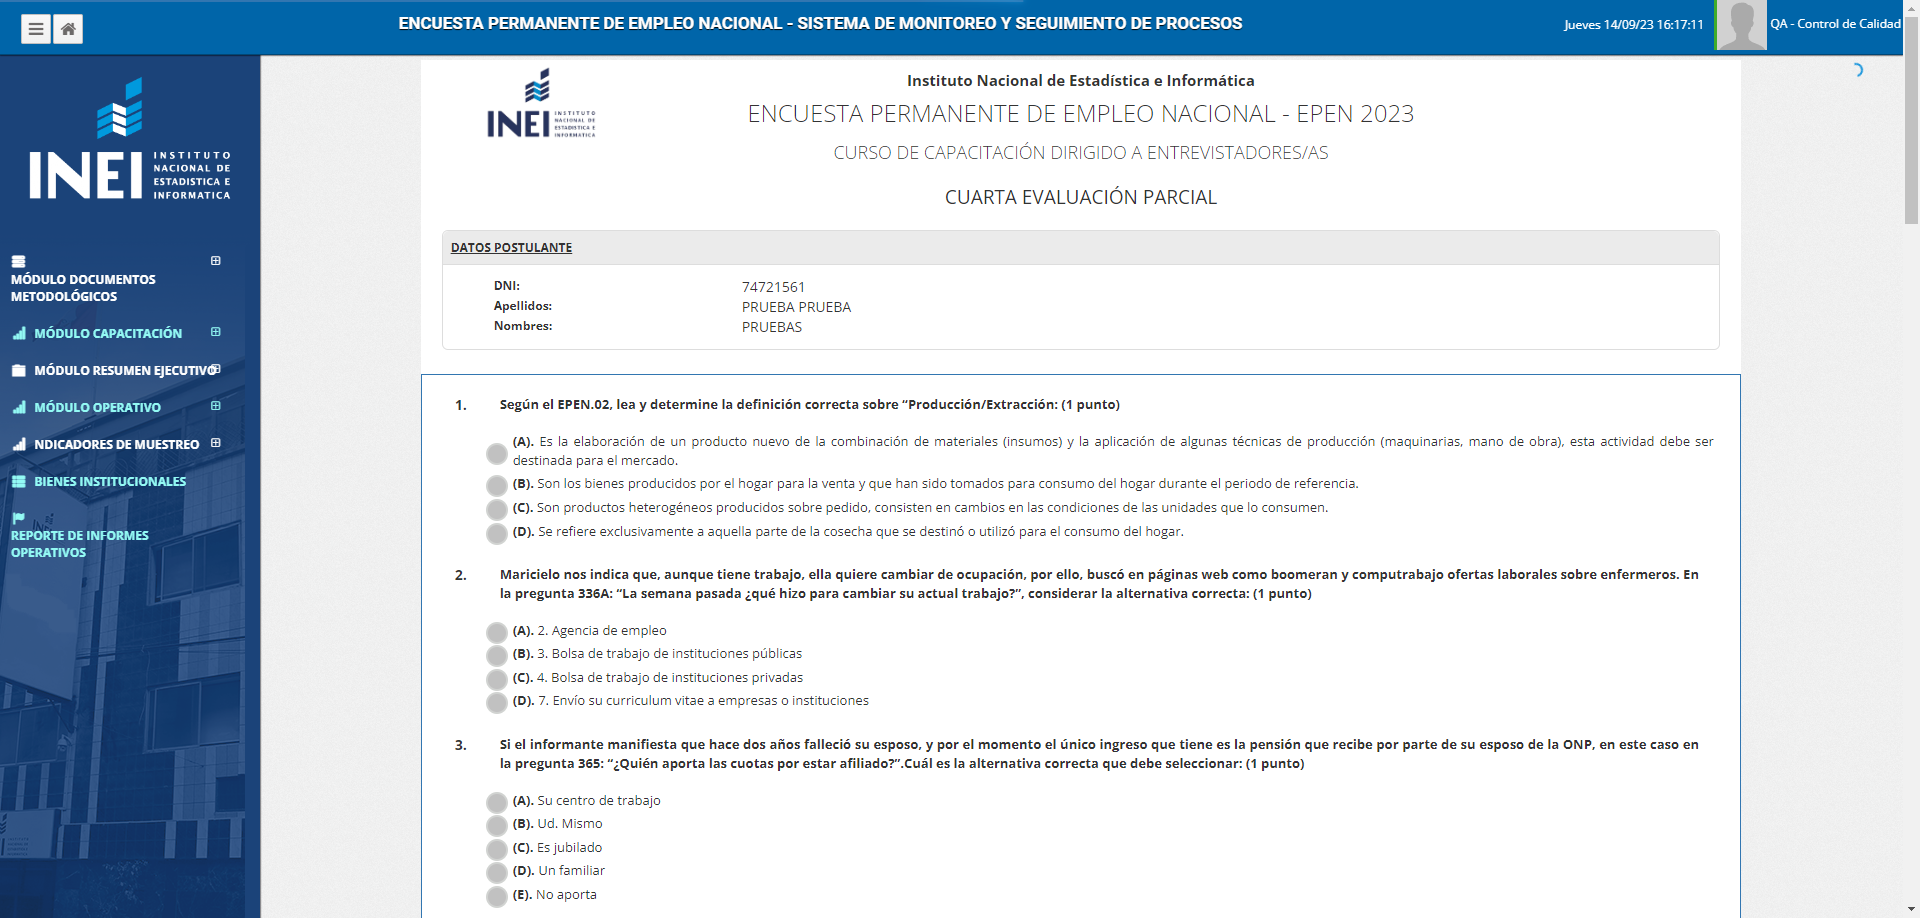 ENCUESTA PERMANENTE DE EMPLEO NACIONAL - SISTEMA DE MONITOREO Y SEGUIMIENTO DE PROCESOS
Jueves 14/09/23 16:17:11
QA - Control de Calidad
INEI
INSTITUTO
NACIONAL DE
ESTADISTICA E
INFORMATICA
MÓDULO DOCUMENTOS
METODOLÓGICOS
MÓDULO CAPACITACIÓN
MÓDULO RESUMEN EJECUTIVO
MÓDULO OPERATIVO
NDICADORES DE MUESTREO
BIENES INSTITUCIONALES
REPORTE DE INFORMES
OPERATIVOS
INEI
INSTITUTO
NACIONAL DE
ESTADISTICA E
INFORMATICA
Instituto Nacional de Estadística e Informática
ENCUESTA PERMANENTE DE EMPLEO NACIONAL - EPEN 2023
CURSO DE CAPACITACIÓN DIRIGIDO A ENTREVISTADORES/AS
CUARTA EVALUACIÓN PARCIAL
DATOS POSTULANTE
DNI: 74721561
Apellidos: PRUEBA PRUEBA
Nombres: PRUEBAS
1. Según el EPEN.02, lea y determine la definición correcta sobre “Producción/Extracción: (1 punto)
(A). Es la elaboración de un producto nuevo de la combinación de materiales (insumos) y la aplicación de algunas técnicas de producción (maquinarias, mano de obra), esta actividad debe ser
destinada para el mercado.
(B). Son los bienes producidos por el hogar para la venta y que han sido tomados para consumo del hogar durante el periodo de referencia.
(C). Son productos heterogéneos producidos sobre pedido, consisten en cambios en las condiciones de las unidades que lo consumen.
(D). Se refiere exclusivamente a aquella parte de la cosecha que se destinó o utilizó para el consumo del hogar.
2. Maricielo nos indica que, aunque tiene trabajo, ella quiere cambiar de ocupación, por ello, buscó en páginas web como boomeran y computrabajo ofertas laborales sobre enfermeros. En
la pregunta 336A: “La semana pasada ¿qué hizo para cambiar su actual trabajo?”, considerar la alternativa correcta: (1 punto)
(A). 2. Agencia de empleo
(B). 3. Bolsa de trabajo de instituciones públicas
(C). 4. Bolsa de trabajo de instituciones privadas
(D). 7. Envío su curriculum vitae a empresas o instituciones
3. Si el informante manifiesta que hace dos años falleció su esposo, y por el momento el único ingreso que tiene es la pensión que recibe por parte de su esposo de la ONP, en este caso en
la pregunta 365: “¿Quién aporta las cuotas por estar afiliado?”.Cuál es la alternativa correcta que debe seleccionar: (1 punto)
(A). Su centro de trabajo
(B). Ud. Mismo
(C). Es jubilado
(D). Un familiar
(E). No aporta